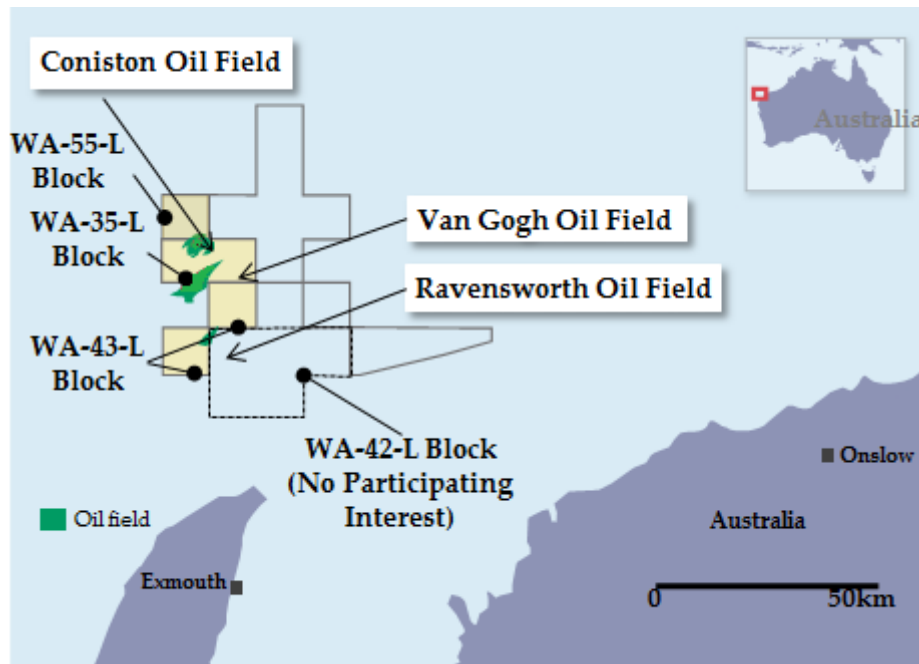 Coniston Oil Field
Australia
WA-55-L
Block
WA-35-L
Block
Van Gogh Oil Field
Ravensworth Oil Field
WA-43-L
Block
WA-42-L Block
(No Participating
Interest)
Onslow
Oil field
Australia
Exmouth
0
50km